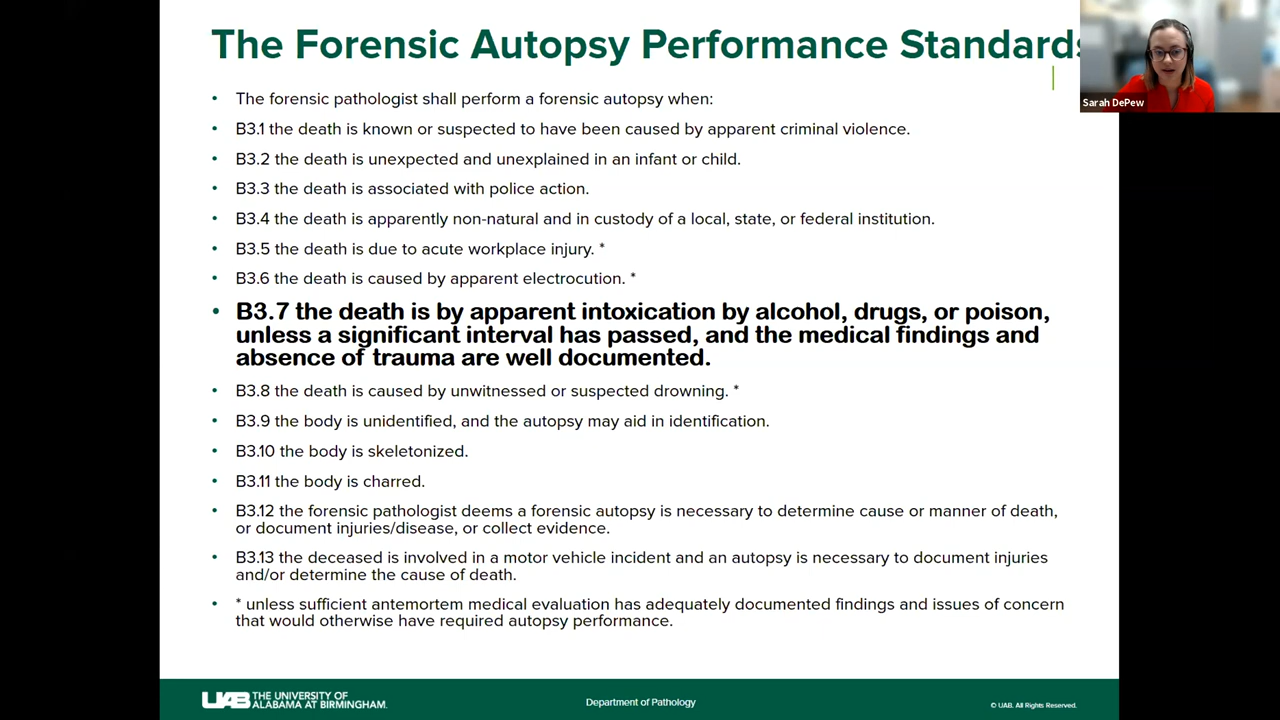 The Forensic Autopsy Performance Standards
Sarah DePew
• The forensic pathologist shall perform a forensic autopsy when:
• B3.1 the death is known or suspected to have been caused by apparent criminal violence.
• B3.2 the death is unexpected and unexplained in an infant or child.
• B3.3 the death is associated with police action.
• B3.4 the death is apparently non-natural and in custody of a local, state, or federal institution.
• B3.5 the death is due to acute workplace injury. *
• B3.6 the death is caused by apparent electrocution. *
• B3.7 the death is by apparent intoxication by alcohol, drugs, or poison,
unless a significant interval has passed, and the medical findings and
absence of trauma are well documented.
• B3.8 the death is caused by unwitnessed or suspected drowning. *
• B3.9 the body is unidentified, and the autopsy may aid in identification.
• B3.10 the body is skeletonized.
• B3.11 the body is charred.
• B3.12 the forensic pathologist deems a forensic autopsy is necessary to determine cause or manner of death,
or document injuries/disease, or collect evidence.
• B3.13 the deceased is involved in a motor vehicle incident and an autopsy is necessary to document injuries
and/or determine the cause of death.
• * unless sufficient antemortem medical evaluation has adequately documented findings and issues of concern
that would otherwise have required autopsy performance.
UAB THE UNIVERSITY OF
ALABAMA AT BIRMINGHAM.
Department of Pathology
© UAB. All Rights Reserved.